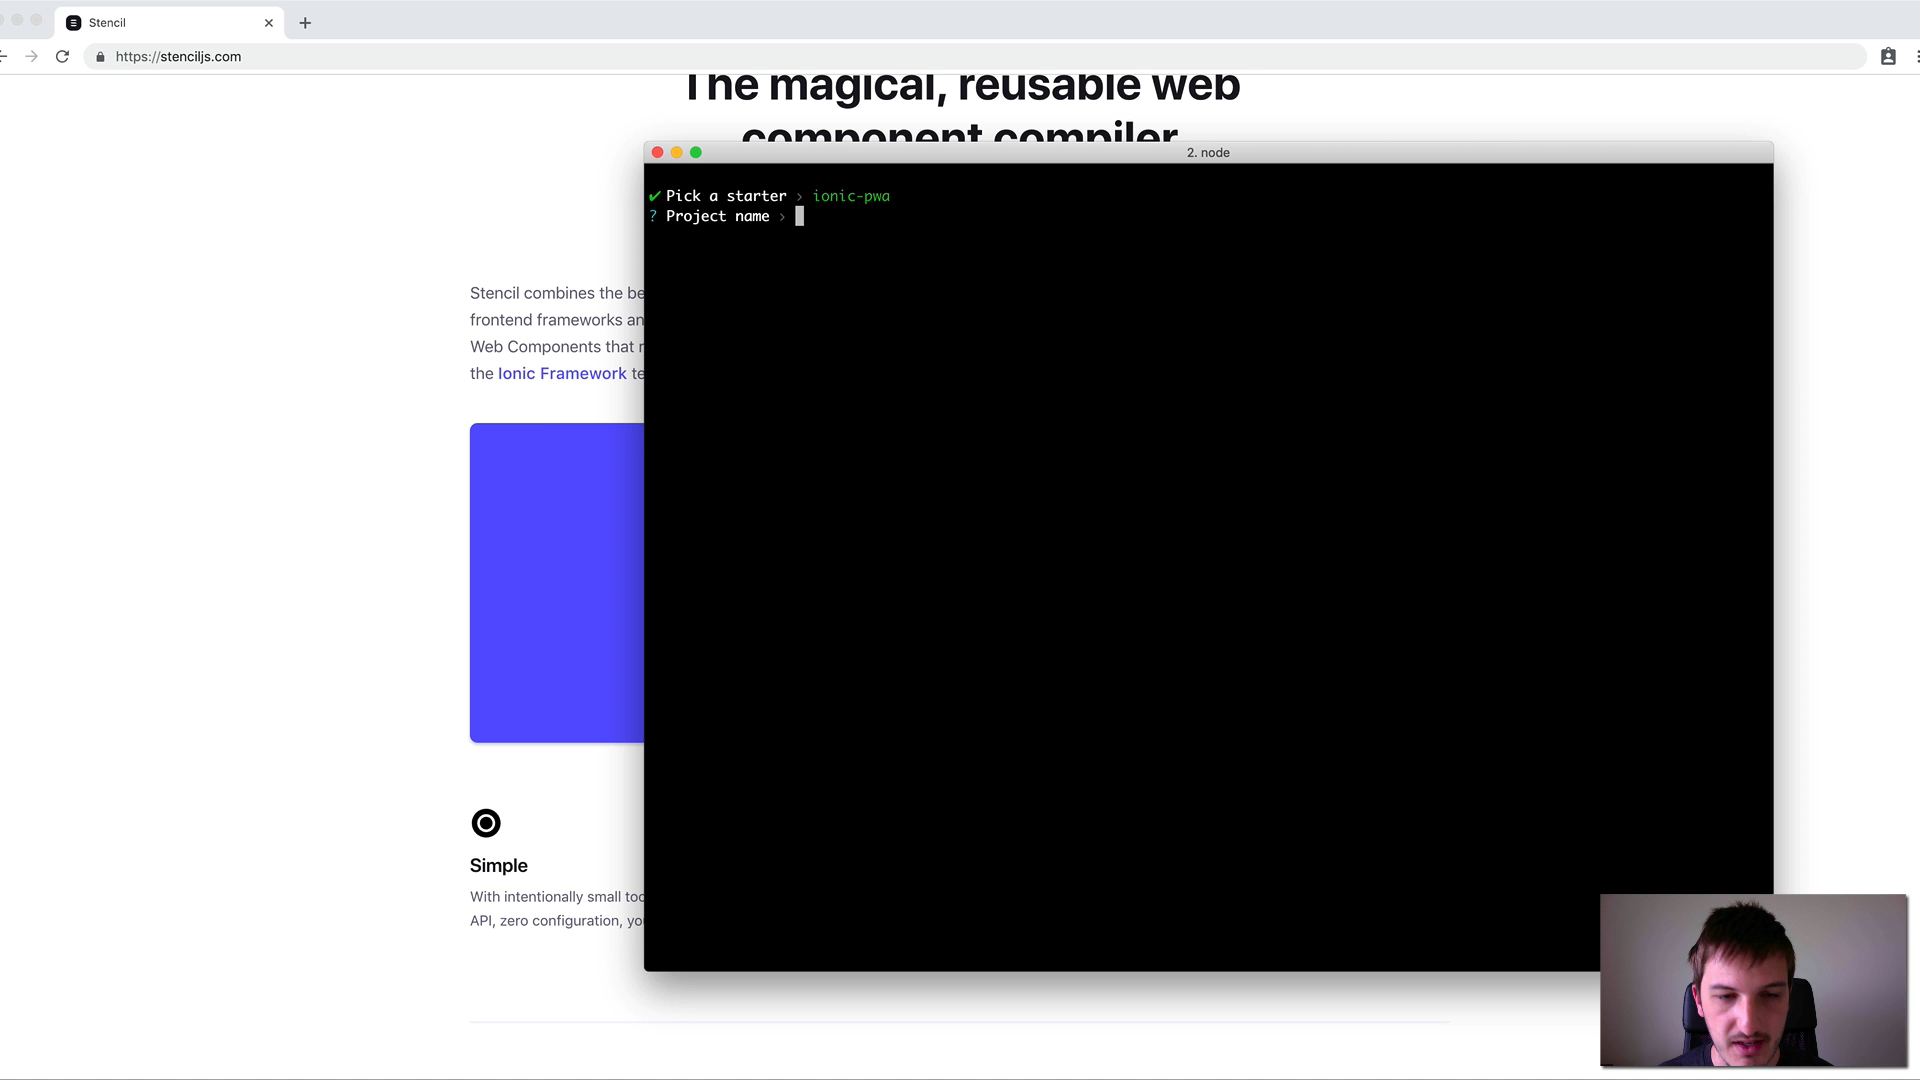 Stencil
https://stenciljs.com
The magical, reusable web
component compiler
2. node
✔ Pick a starter › ionic-pwa
? Project name ›
Stencil combines the be
frontend frameworks an
Web Components that r
the Ionic Framework te
Simple
With intentionally small too
API, zero configuration, yo